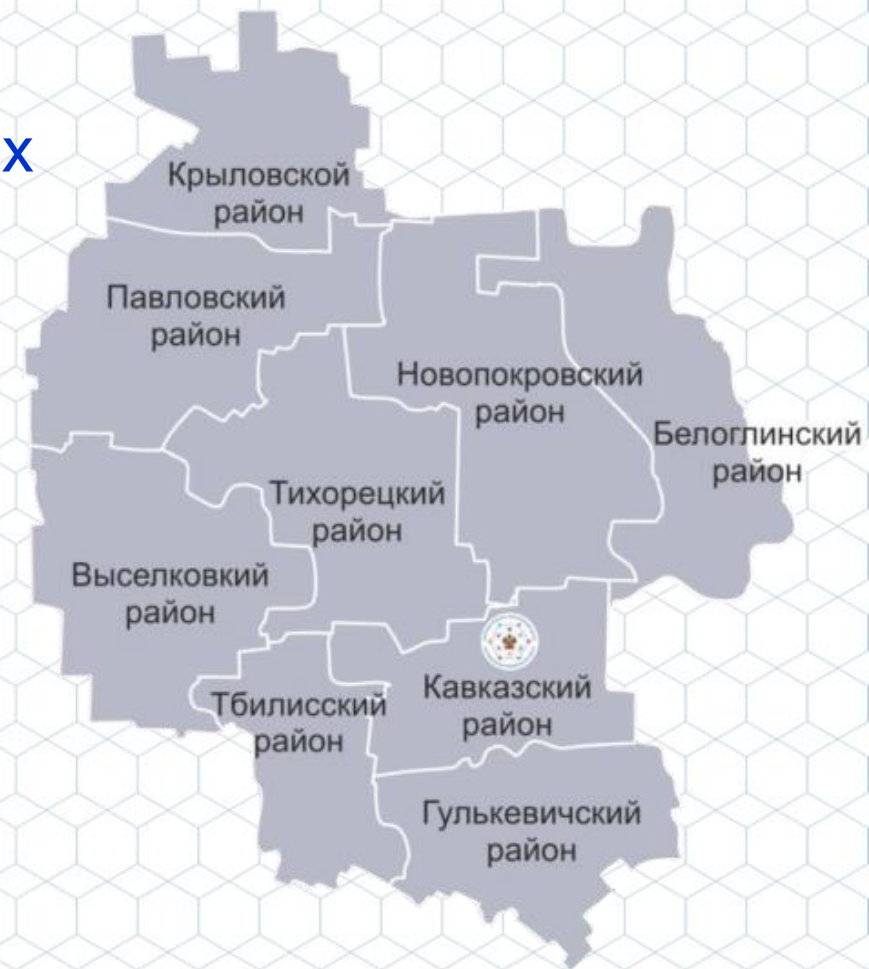 х
Крыловской
район
Павловский
район
Новопокровский
район
Белоглинский
район
Тихорецкий
район
Выселковкий
район
Кавказский
район
Тбилисский
район
Гулькевичский
район